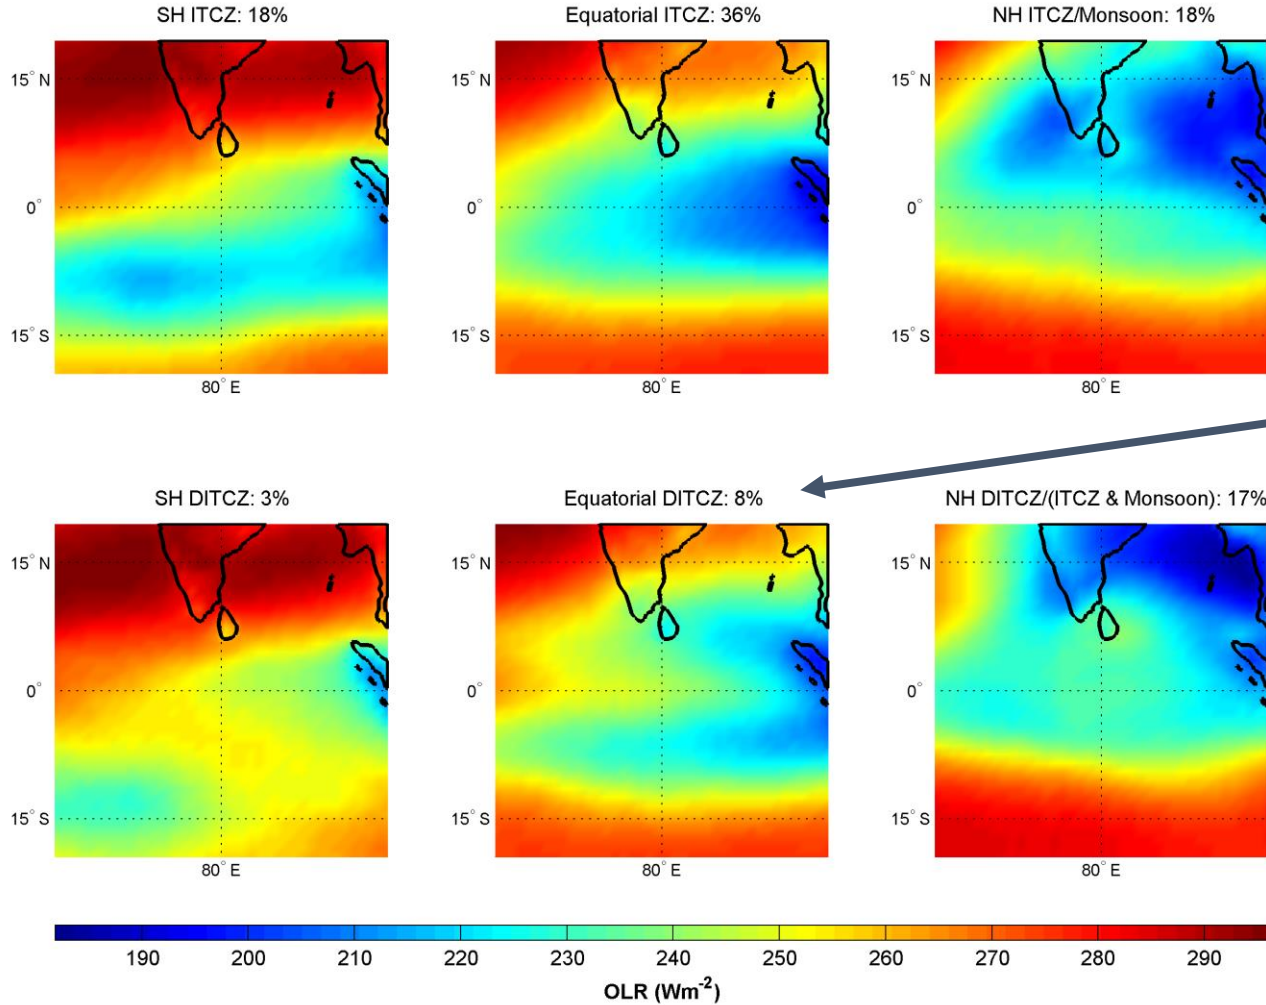 SH ITCZ: 18%
Equatorial ITCZ: 36%
NH ITCZ/Monsoon: 18%
15° N
0°
15° S
80° E
15° N
0°
15° S
80° E
15° N
0°
15° S
80° E
SH DITCZ: 3%
Equatorial DITCZ: 8%
NH DITCZ/(ITCZ & Monsoon): 17%
15° N
0°
15° S
80° E
15° N
0°
15° S
80° E
15° N
0°
15° S
80° E
190 200 210 220 230 240 250 260 270 280 290
OLR (Wm⁻²)